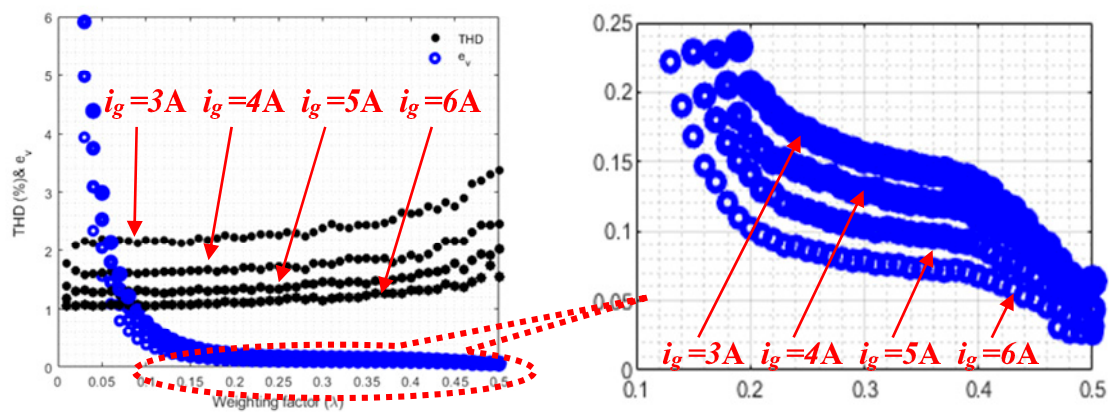 6
5
4
3
2
1
0
THD (%)& e_v
THD
e_v
i_g=3A i_g=4A i_g=5A i_g=6A
0 0.05 0.1 0.15 0.2 0.25 0.3 0.35 0.4 0.45 0.5
Weighting factor (λ)
0.25
0.2
0.15
0.1
0.05
0
i_g=3A i_g=4A i_g=5A i_g=6A
0.1 0.2 0.3 0.4 0.5